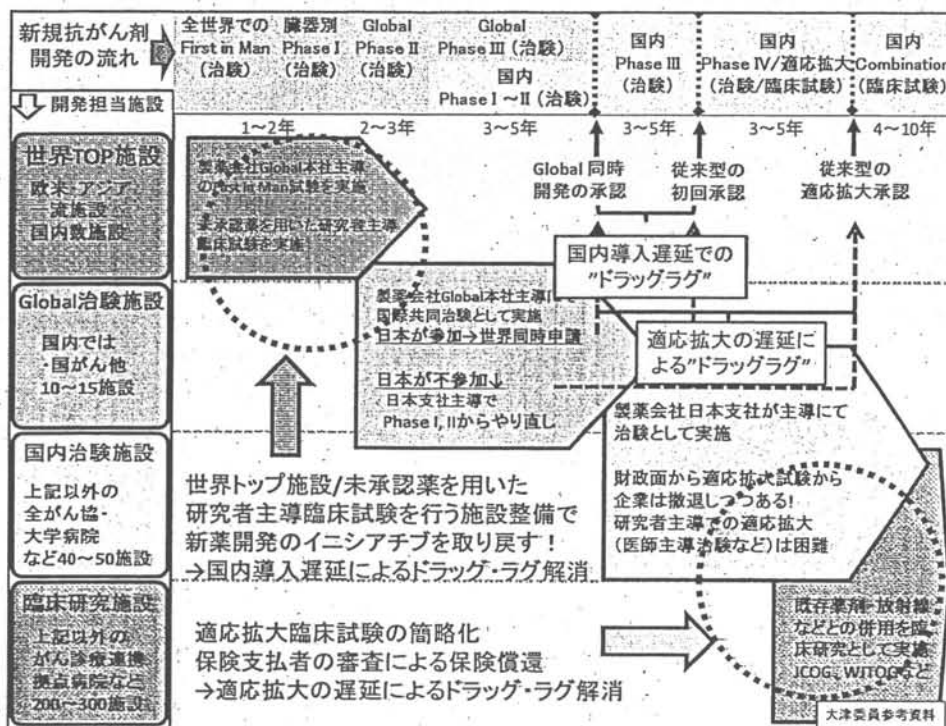 新規抗がん剤
開発の流れ
全世界での
First in Man
(治験)
臓器別
Phase I
(治験)
Global
Phase II
(治験)
Global
Phase III (治験)
国内
Phase I～II (治験)
国内
Phase III
(治験)
国内
Phase IV/適応拡大
(治験/臨床試験)
国内
Combination
(臨床試験)
開発担当施設
1～2年
2～3年
3～5年
3～5年
3～5年
4～10年
世界TOP施設
欧米・アジア
流施設
国内数施設
製薬会社Global本社主導
のFirst in Man試験を実施
未承認薬を用いた研究者主導
臨床試験を実施
Global 同時
開発の承認
従来型の
初回承認
従来型の
適応拡大承認
国内導入遅延での
"ドラッグラグ"
Global治験施設
国内では
国がん他
10～15施設
製薬会社Global本社主導にて
国際共同治験として実施
日本が参加→世界同時申請
日本が不参加↓
日本支社主導で
Phase I, IIからやり直し
適応拡大の遅延に
よる"ドラッグラグ"
国内治験施設
上記以外の
全がん協・
大学病院
など40～50施設
製薬会社日本支社が主導にて
治験として実施
財政面から適応拡大試験から
企業は撤退しつつある!
研究者主導での適応拡大
(医師主導治験など)は困難
世界トップ施設/未承認薬を用いた
研究者主導臨床試験を行う施設整備で
新薬開発のイニシアチブを取り戻す！
→国内導入遅延によるドラッグ・ラグ解消
臨床研究施設
上記以外の
がん診療連携
拠点病院など
200～300施設
適応拡大臨床試験の簡略化
保険支払者の審査による保険償還
→適応拡大の遅延によるドラッグ・ラグ解消
既存薬剤・放射線
などとの併用を臨
床研究として実施
JCOG、WJTOGなど
大津委員参考資料